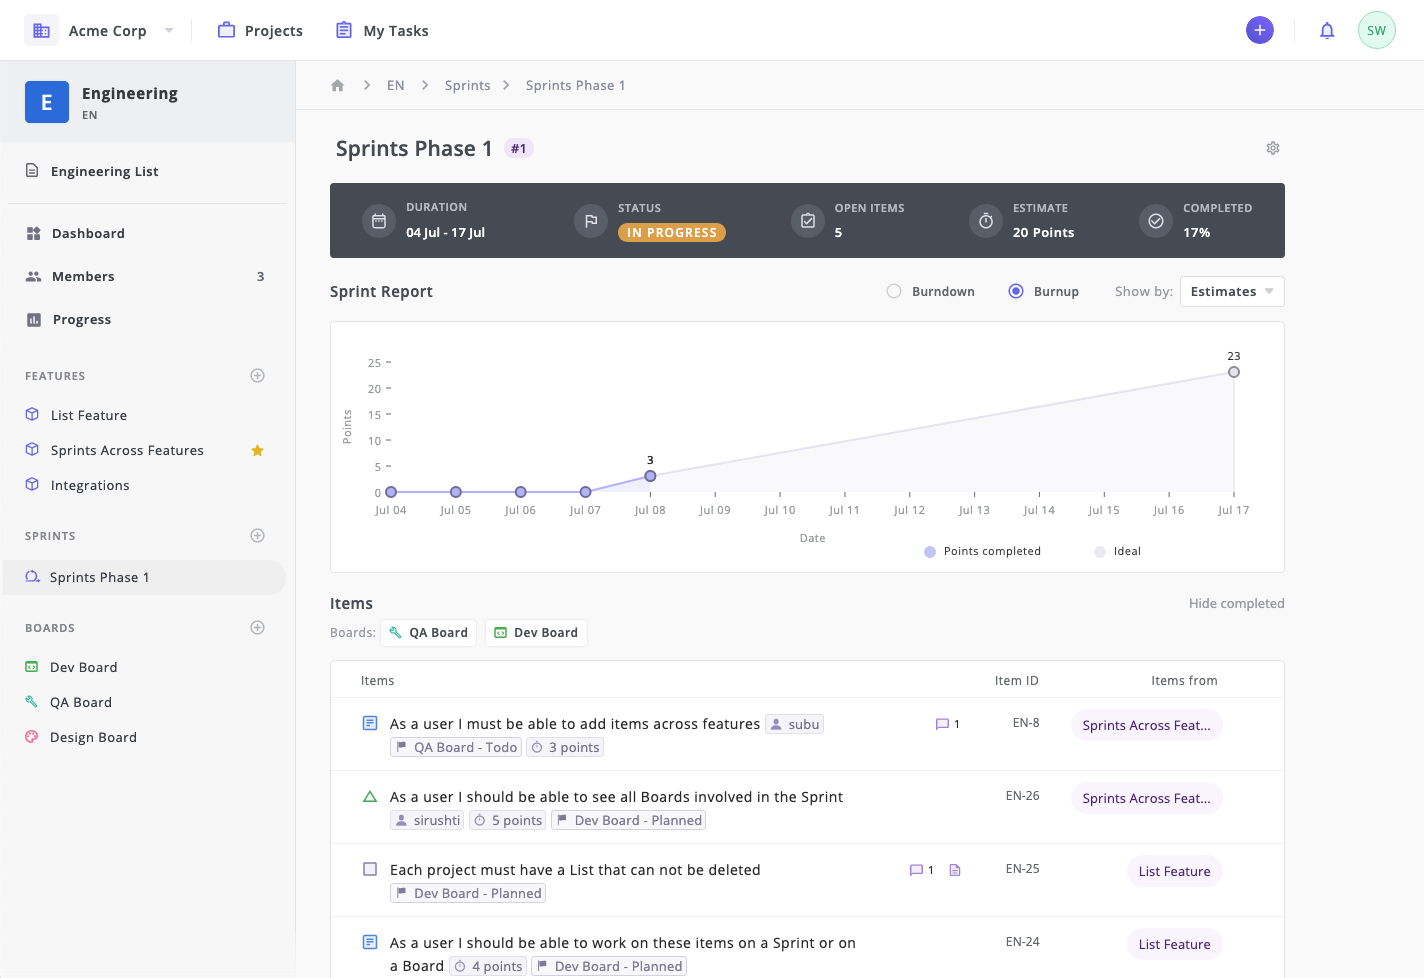 Acme Corp
Projects
My Tasks
SW
E
Engineering
EN
Engineering List
Dashboard
Members 3
Progress
FEATURES
List Feature
Sprints Across Features
Integrations
SPRINTS
Sprints Phase 1
BOARDS
Dev Board
QA Board
Design Board
EN > Sprints > Sprints Phase 1
Sprints Phase 1 #1
DURATION
04 Jul - 17 Jul
STATUS
IN PROGRESS
OPEN ITEMS
5
ESTIMATE
20 Points
COMPLETED
17%
Sprint Report
Burndown
Burnup
Show by: Estimates
25
20
15
10
5
0
Points
3
23
Jul 04 Jul 05 Jul 06 Jul 07 Jul 08 Jul 09 Jul 10 Jul 11 Jul 12 Jul 13 Jul 14 Jul 15 Jul 16 Jul 17
Date
Points completed
Ideal
Items
Hide completed
Boards: QA Board Dev Board
Items Item ID Items from
As a user I must be able to add items across features subu 1 EN-8 Sprints Across Feat...
QA Board - Todo 3 points
As a user I should be able to see all Boards involved in the Sprint EN-26 Sprints Across Feat...
sirushti 5 points Dev Board - Planned
Each project must have a List that can not be deleted 1 EN-25 List Feature
Dev Board - Planned
As a user I should be able to work on these items on a Sprint or on EN-24 List Feature
a Board 4 points Dev Board - Planned